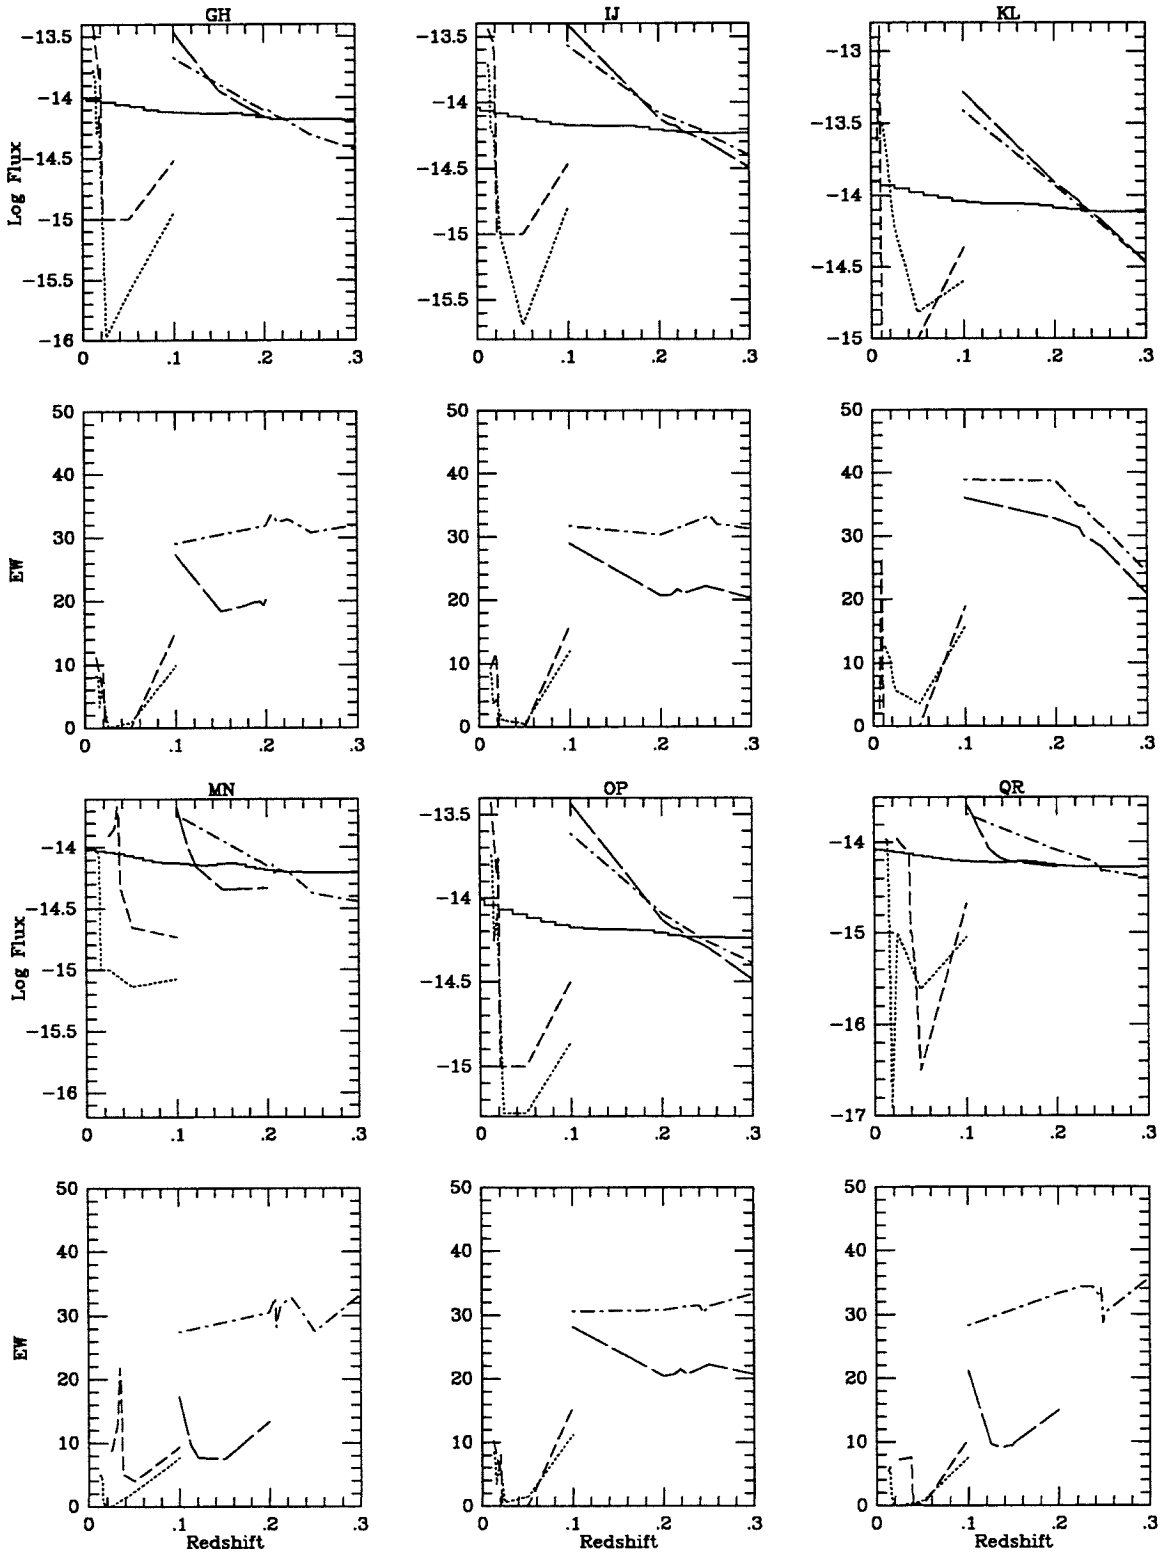 GH IJ KL
-13.5 -13.5 -13
-14 -14 -13.5
-14.5 -14.5 -14
-15 -15 -14.5
-15.5 -15.5 -15
-16
Log Flux
0 .1 .2 .3 0 .1 .2 .3 0 .1 .2 .3
50 50 50
40 40 40
30 30 30
20 20 20
10 10 10
0 0 0
EW
0 .1 .2 .3 0 .1 .2 .3 0 .1 .2 .3
MN OP QR
-14 -13.5 -14
-14.5 -14 -15
-15 -14.5 -16
-15.5 -15 -17
-16
Log Flux
0 .1 .2 .3 0 .1 .2 .3 0 .1 .2 .3
50 50 50
40 40 40
30 30 30
20 20 20
10 10 10
0 0 0
EW
0 .1 .2 .3 0 .1 .2 .3 0 .1 .2 .3
Redshift Redshift Redshift